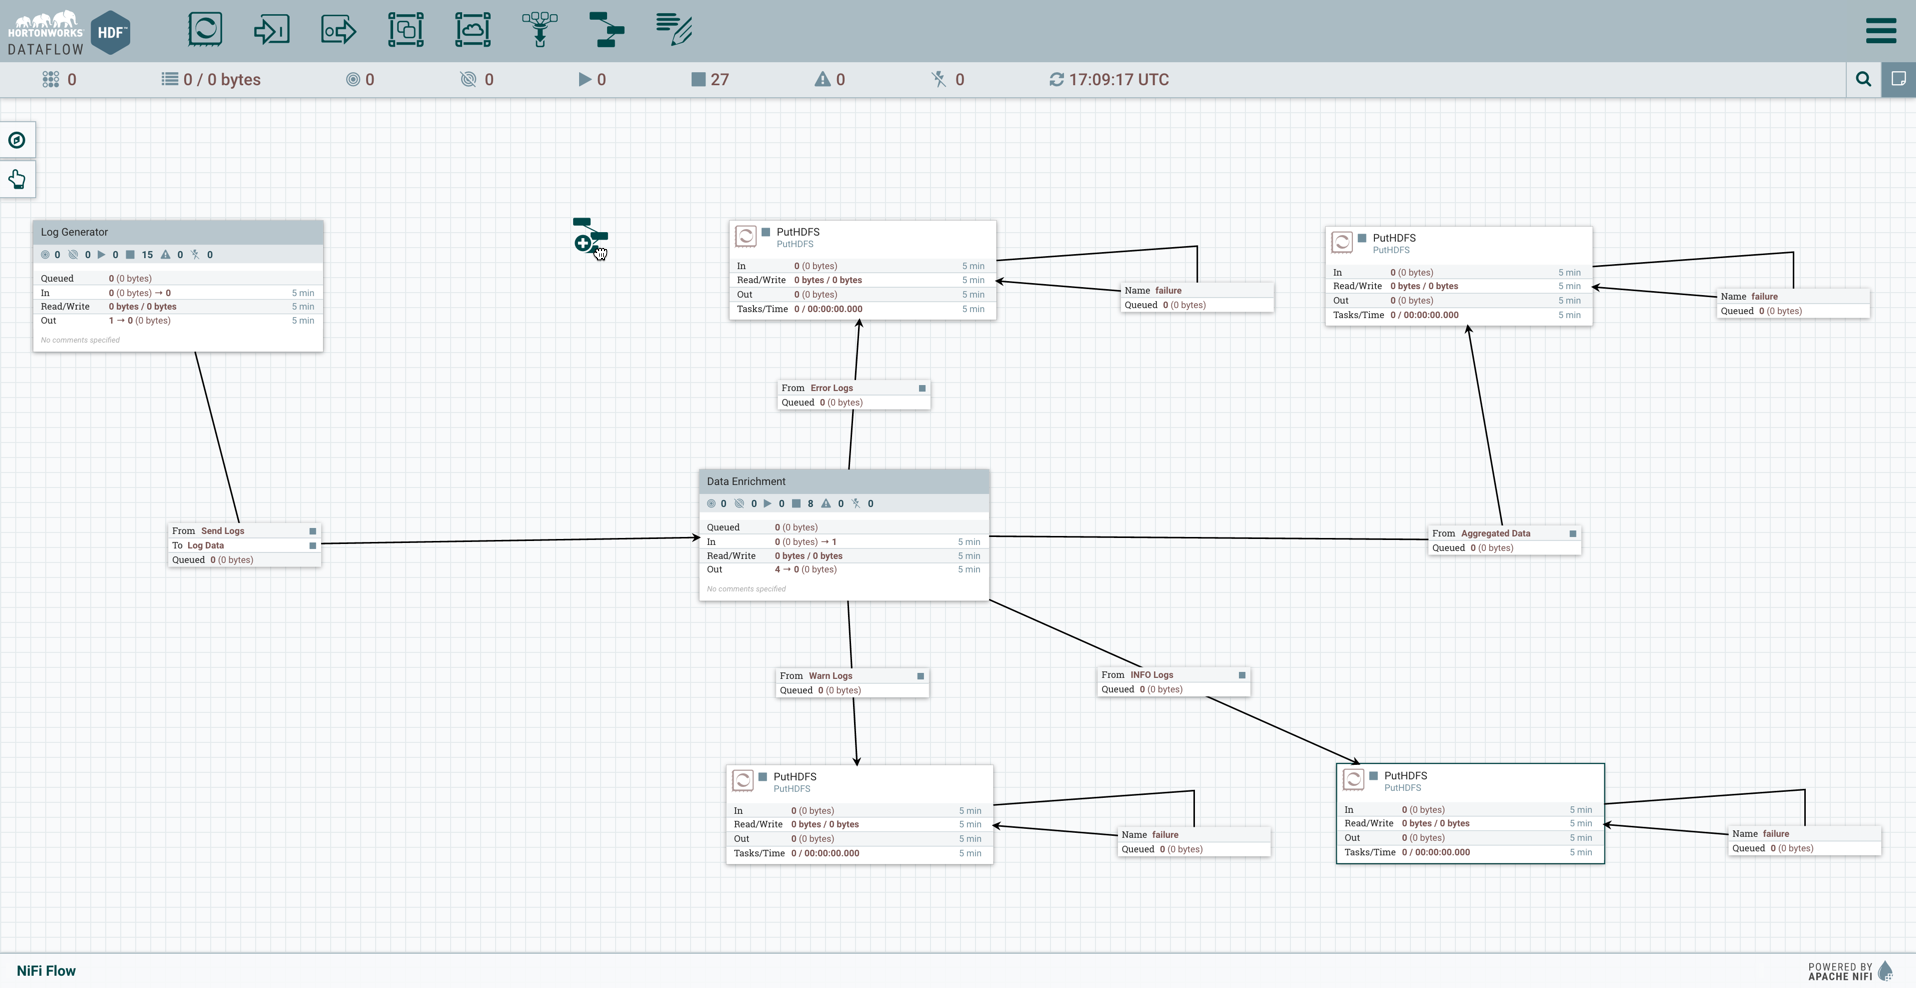 HORTONWORKS
DATAFLOW
HDF™
0
0 / 0 bytes
0
0
0
27
0
0
17:09:17 UTC
Log Generator
0 0 0 15 0 0
Queued 0 (0 bytes)
In 0 (0 bytes) → 0 5 min
Read/Write 0 bytes / 0 bytes 5 min
Out 1 → 0 (0 bytes) 5 min
No comments specified
PutHDFS
PutHDFS
In 0 (0 bytes) 5 min
Read/Write 0 bytes / 0 bytes 5 min
Out 0 (0 bytes) 5 min
Tasks/Time 0 / 00:00:00.000 5 min
Name failure
Queued 0 (0 bytes)
PutHDFS
PutHDFS
In 0 (0 bytes) 5 min
Read/Write 0 bytes / 0 bytes 5 min
Out 0 (0 bytes) 5 min
Tasks/Time 0 / 00:00:00.000 5 min
Name failure
Queued 0 (0 bytes)
From Error Logs
Queued 0 (0 bytes)
From Send Logs
To Log Data
Queued 0 (0 bytes)
Data Enrichment
0 0 0 8 0 0
Queued 0 (0 bytes)
In 0 (0 bytes) → 1 5 min
Read/Write 0 bytes / 0 bytes 5 min
Out 4 → 0 (0 bytes) 5 min
No comments specified
From Aggregated Data
Queued 0 (0 bytes)
From Warn Logs
Queued 0 (0 bytes)
From INFO Logs
Queued 0 (0 bytes)
PutHDFS
PutHDFS
In 0 (0 bytes) 5 min
Read/Write 0 bytes / 0 bytes 5 min
Out 0 (0 bytes) 5 min
Tasks/Time 0 / 00:00:00.000 5 min
Name failure
Queued 0 (0 bytes)
PutHDFS
PutHDFS
In 0 (0 bytes) 5 min
Read/Write 0 bytes / 0 bytes 5 min
Out 0 (0 bytes) 5 min
Tasks/Time 0 / 00:00:00.000 5 min
Name failure
Queued 0 (0 bytes)
NiFi Flow
POWERED BY
APACHE NIFI